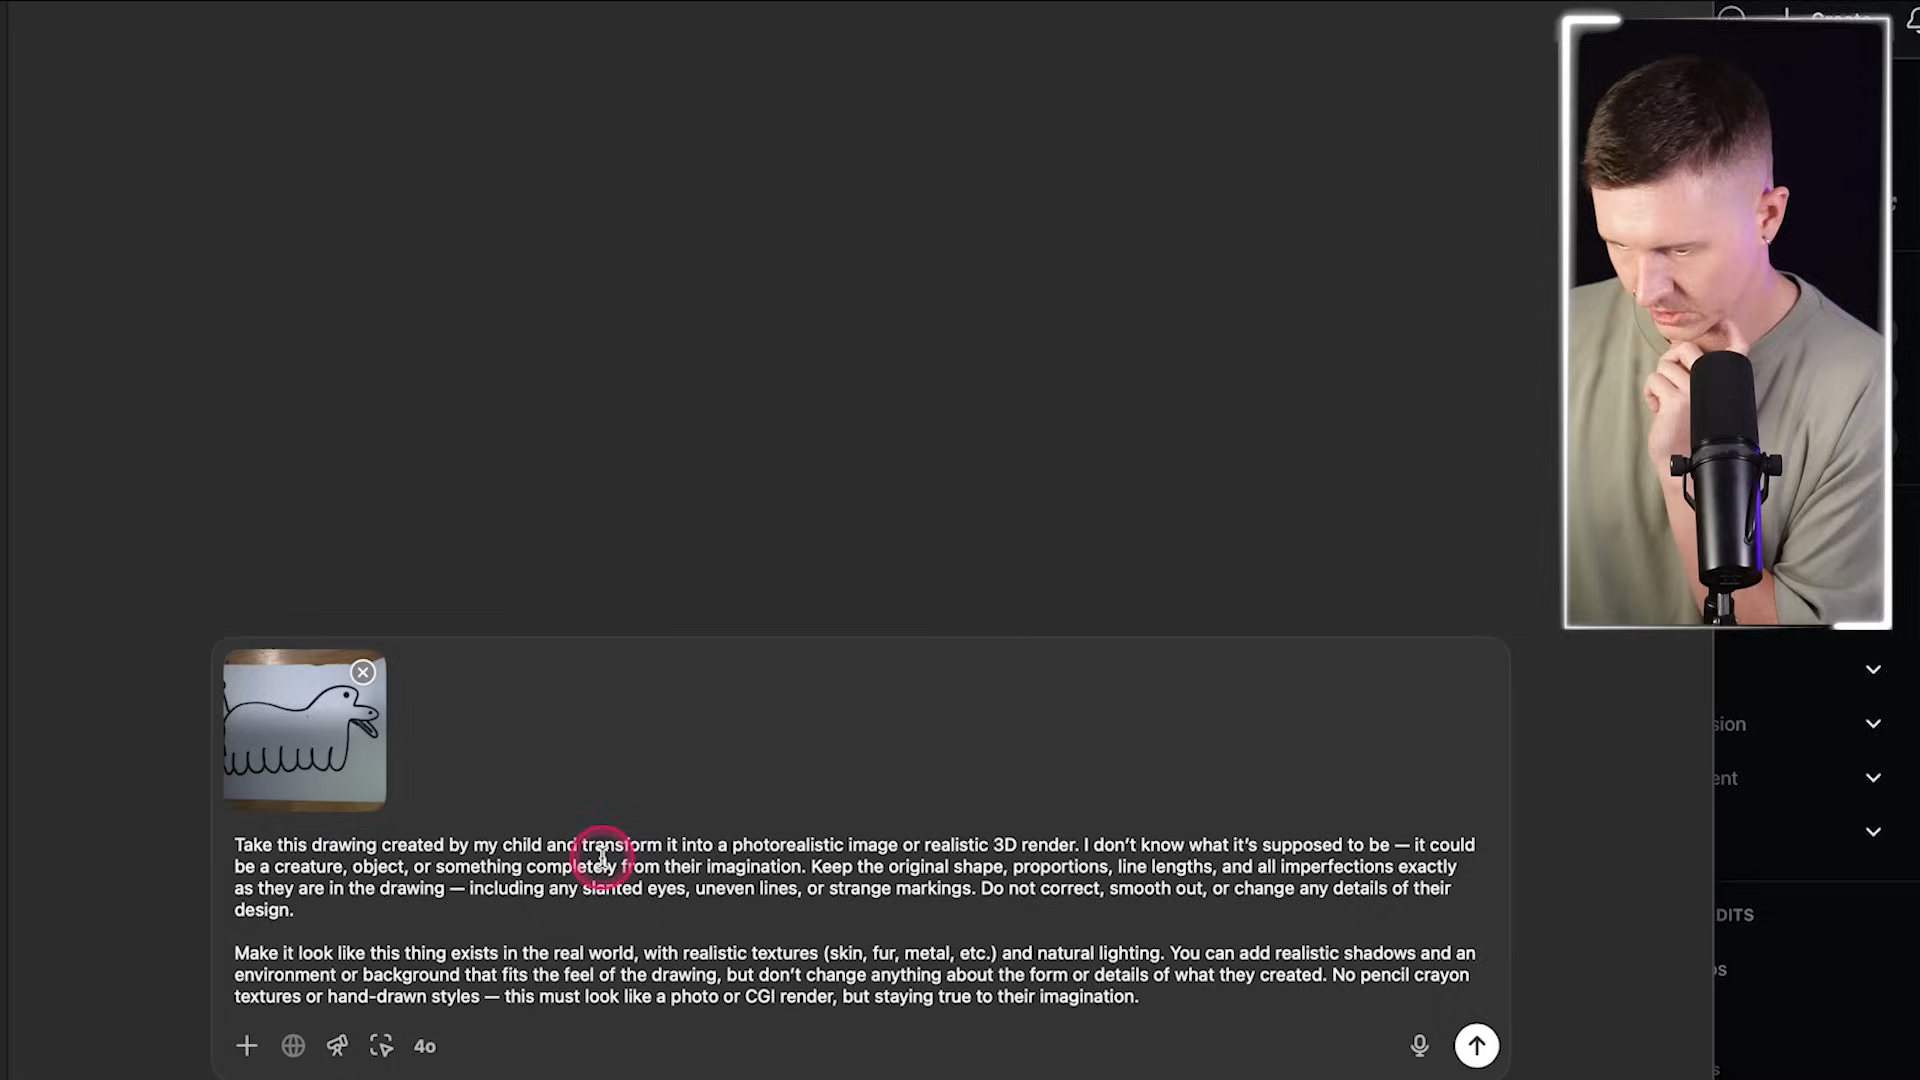 Take this drawing created by my child and transform it into a photorealistic image or realistic 3D render. I don't know what it's supposed to be — it could
be a creature, object, or something completely from their imagination. Keep the original shape, proportions, line lengths, and all imperfections exactly
as they are in the drawing — including any slanted eyes, uneven lines, or strange markings. Do not correct, smooth out, or change any details of their
design.
Make it look like this thing exists in the real world, with realistic textures (skin, fur, metal, etc.) and natural lighting. You can add realistic shadows and an
environment or background that fits the feel of the drawing, but don't change anything about the form or details of what they created. No pencil crayon
textures or hand-drawn styles — this must look like a photo or CGI render, but staying true to their imagination.
4o
sion
ent
DITS